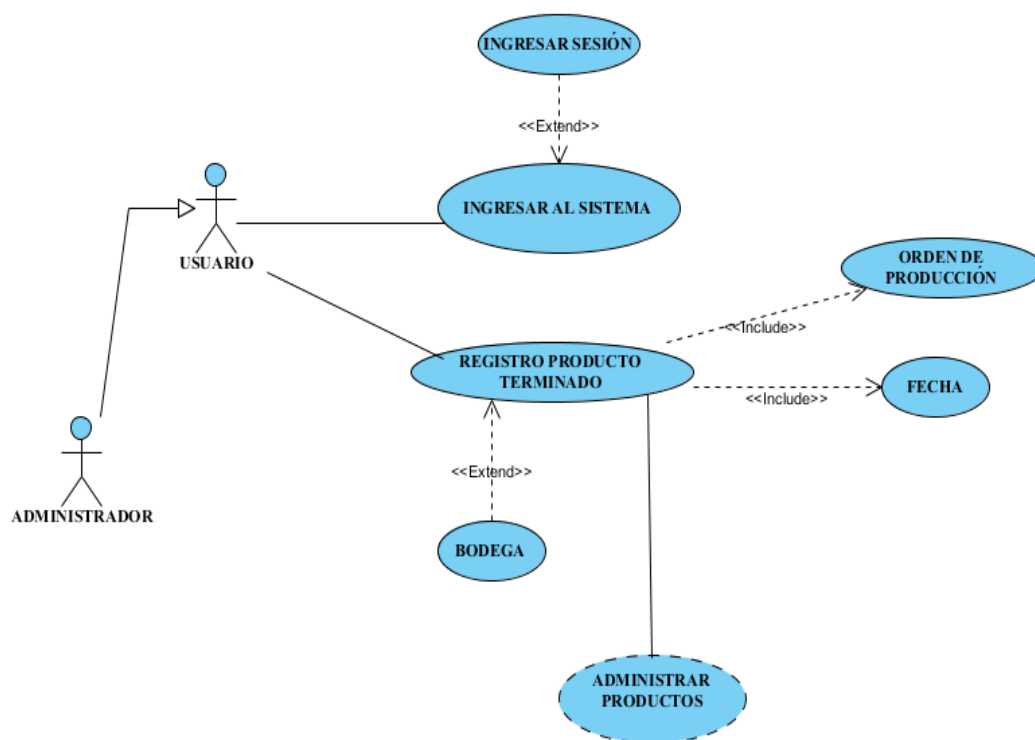 INGRESAR SESIÓN
<<Extend>>
INGRESAR AL SISTEMA
USUARIO
ORDEN DE
PRODUCCIÓN
<<Include>>
REGISTRO PRODUCTO
TERMINADO
FECHA
<<Include>>
<<Extend>>
ADMINISTRADOR
BODEGA
ADMINISTRAR
PRODUCTOS